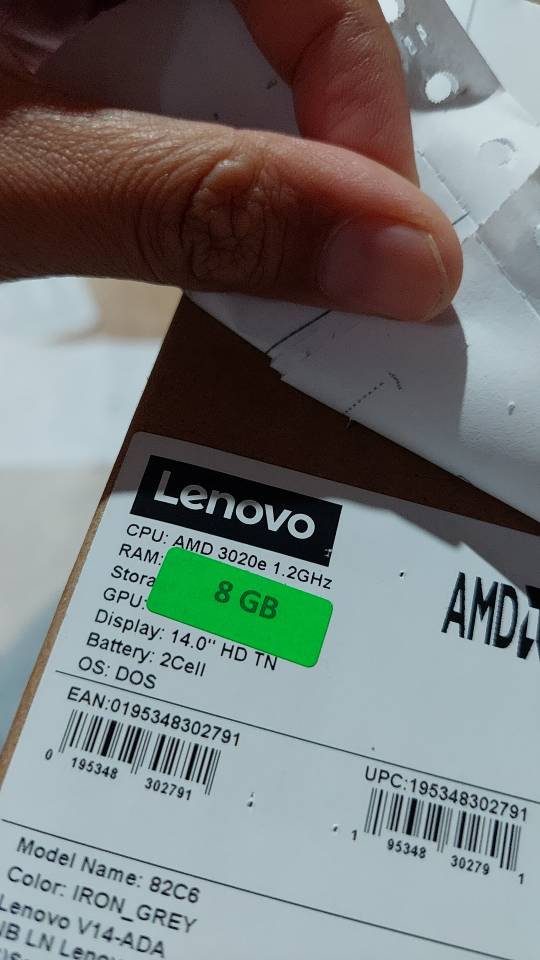 Lenovo
CPU: AMD 3020e 1.2GHz
RAM:
8 GB
GPU:
Display: 14.0" HD TN
Battery: 2Cell
OS: DOS
AMD
EAN:0195348302791
0 195348 302791
UPC:195348302791
1 95348 30279 1
Model Name: 82C6
Color: IRON_GREY
Lenovo V14-ADA
LN